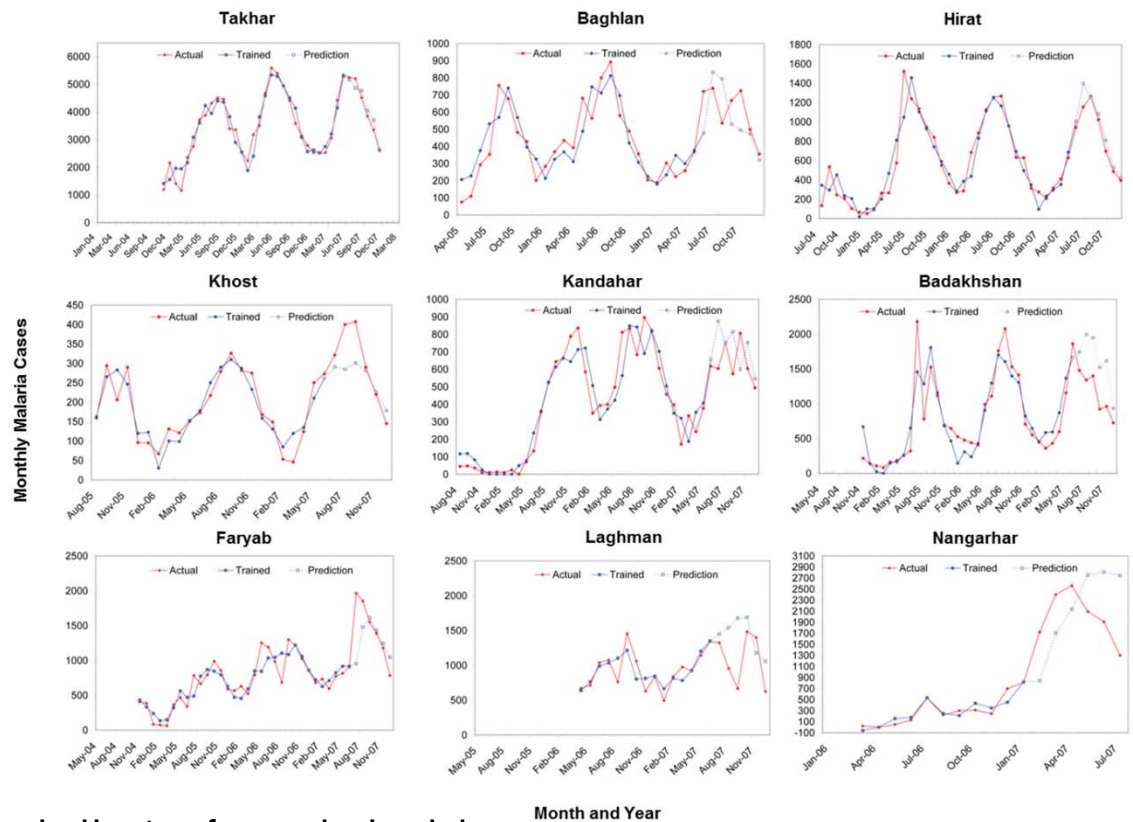 Monthly Malaria Cases
Takhar
Actual Trained Prediction
6000
5000
4000
3000
2000
1000
0
Jan-04 Mar-04 Jun-04 Sep-04 Dec-04 Mar-05 Jun-05 Sep-05 Dec-05 Mar-06 Jun-06 Sep-06 Dec-06 Mar-07 Jun-07 Sep-07 Dec-07 Mar-08
Baghlan
Actual Trained Prediction
1000
900
800
700
600
500
400
300
200
100
0
Apr-05 Jul-05 Oct-05 Jan-06 Apr-06 Jul-06 Oct-06 Jan-07 Apr-07 Jul-07 Oct-07
Hirat
Actual Trained Prediction
1800
1600
1400
1200
1000
800
600
400
200
0
Jul-04 Oct-04 Jan-05 Apr-05 Jul-05 Oct-05 Jan-06 Apr-06 Jul-06 Oct-06 Jan-07 Apr-07 Jul-07 Oct-07
Khost
Actual Trained Prediction
450
400
350
300
250
200
150
100
50
0
Aug-05 Nov-05 Feb-06 May-06 Aug-06 Nov-06 Feb-07 May-07 Aug-07 Nov-07
Kandahar
Actual Trained Prediction
1000
900
800
700
600
500
400
300
200
100
0
Aug-04 Nov-04 Feb-05 May-05 Aug-05 Nov-05 Feb-06 May-06 Aug-06 Nov-06 Feb-07 May-07 Aug-07 Nov-07
Badakhshan
Actual Trained Prediction
2500
2000
1500
1000
500
0
May-04 Aug-04 Nov-04 Feb-05 May-05 Aug-05 Nov-05 Feb-06 May-06 Aug-06 Nov-06 Feb-07 May-07 Aug-07 Nov-07
Faryab
Actual Trained Prediction
2500
2000
1500
1000
500
0
May-04 Aug-04 Nov-04 Feb-05 May-05 Aug-05 Nov-05 Feb-06 May-06 Aug-06 Nov-06 Feb-07 May-07 Aug-07 Nov-07
Laghman
Actual Trained Prediction
2500
2000
1500
1000
500
0
May-05 Aug-05 Nov-05 Feb-06 May-06 Aug-06 Nov-06 Feb-07 May-07 Aug-07 Nov-07
Nangarhar
Actual Trained Prediction
3100
2900
2700
2500
2300
2100
1900
1700
1500
1300
1100
900
700
500
300
100
-100
Jan-06 Apr-06 Jul-06 Oct-06 Jan-07 Apr-07 Jul-07
Month and Year